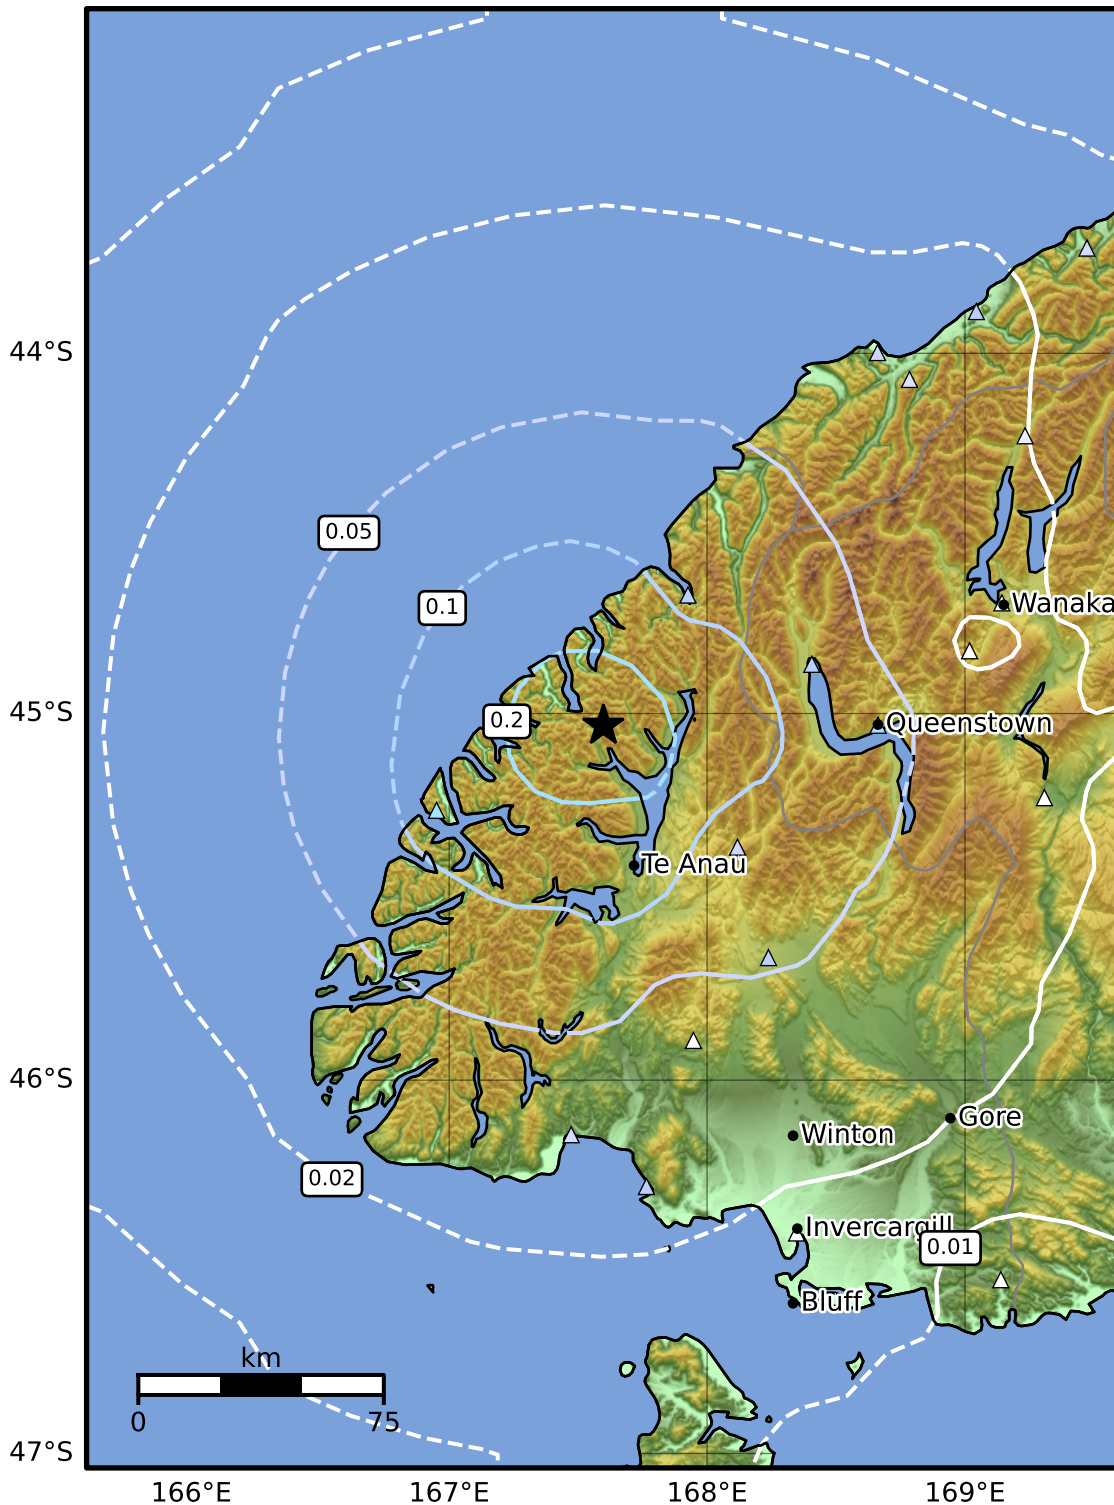 44°S
0.05
0.1
Wanaka
45°S
0.2
Queenstown
Te Anau
46°S
Gore
Winton
0.02
Invercargill
0.01
Bluff
km
0
75
47°S
166°E
167°E
168°E
169°E